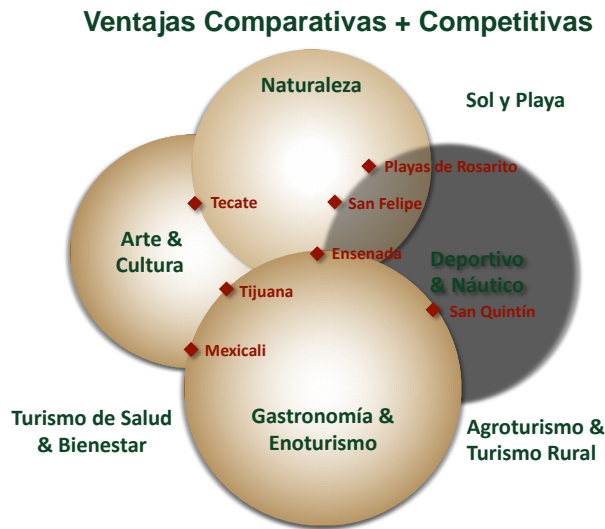 Ventajas Comparativas + Competitivas
Naturaleza
Sol y Playa
Playas de Rosarito
Tecate
San Felipe
Arte &
Cultura
Ensenada
Deportivo
& Náutico
Tijuana
San Quintín
Mexicali
Turismo de Salud
& Bienestar
Gastronomía &
Enoturismo
Agroturismo &
Turismo Rural